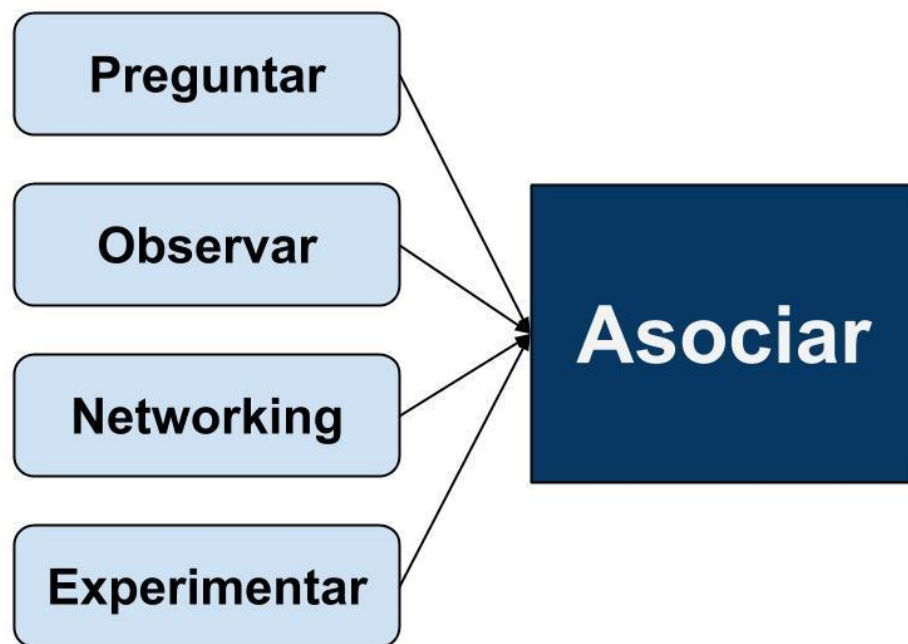 Preguntar
Observar
Asociar
Networking
Experimentar